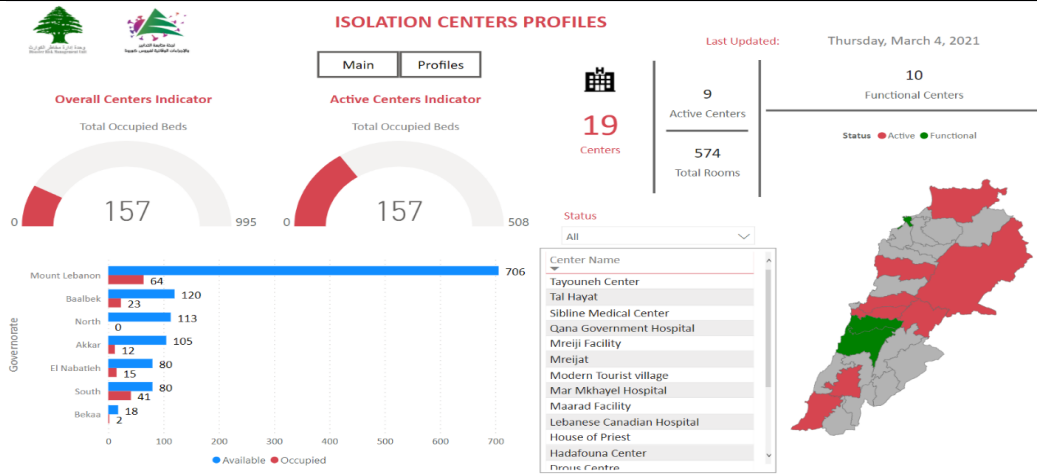 ISOLATION CENTERS PROFILES
Last Updated:
Thursday, March 4, 2021
Main
Profiles
Overall Centers Indicator
Total Occupied Beds
157
0
995
Active Centers Indicator
Total Occupied Beds
157
0
508
19
Centers
9
Active Centers
574
Total Rooms
10
Functional Centers
Status Active Functional
Status
All
Center Name
Tayouneh Center
Tal Hayat
Sibline Medical Center
Qana Government Hospital
Mreiji Facility
Mreijat
Modern Tourist village
Mar Mkhayel Hospital
Maarad Facility
Lebanese Canadian Hospital
House of Priest
Hadafouna Center
Drous Centre
Governorate
Mount Lebanon
706
64
Baalbek
120
23
North
113
0
Akkar
105
12
El Nabatieh
80
15
South
80
41
Bekaa
18
2
0 100 200 300 400 500 600 700
Available Occupied